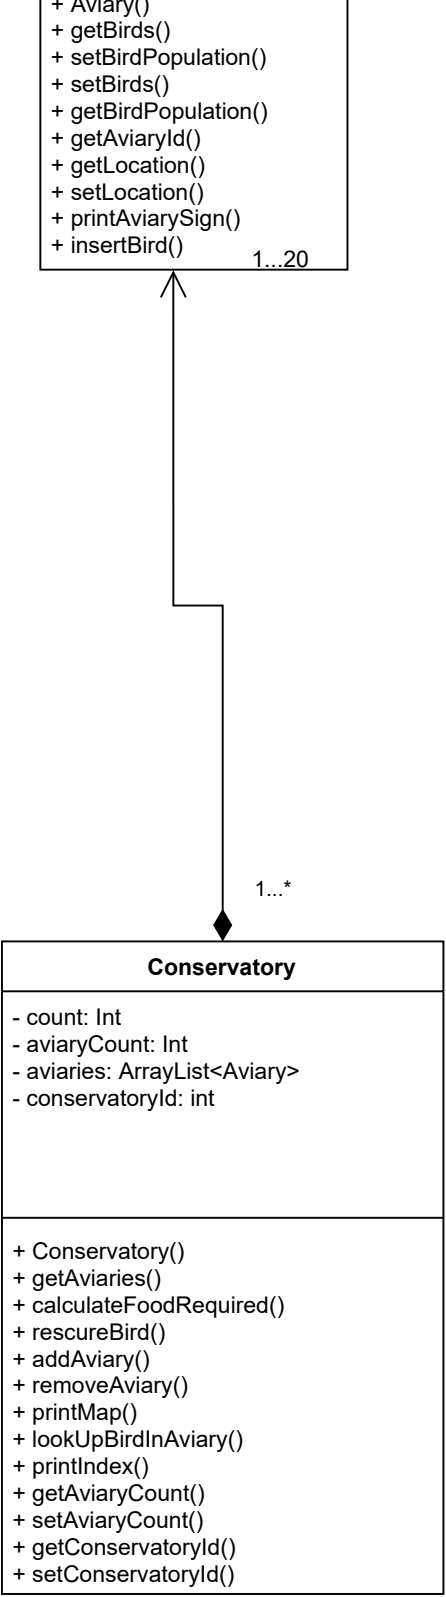 + Aviary()
+ getBirds()
+ setBirdPopulation()
+ setBirds()
+ getBirdPopulation()
+ getAviaryId()
+ getLocation()
+ setLocation()
+ printAviarySign()
+ insertBird()
1...20
1...*
Conservatory
- count: Int
- aviaryCount: Int
- aviaries: ArrayList<Aviary>
- conservatoryId: int
+ Conservatory()
+ getAviaries()
+ calculateFoodRequired()
+ rescureBird()
+ addAviary()
+ removeAviary()
+ printMap()
+ lookUpBirdInAviary()
+ printIndex()
+ getAviaryCount()
+ setAviaryCount()
+ getConservatoryId()
+ setConservatoryId()